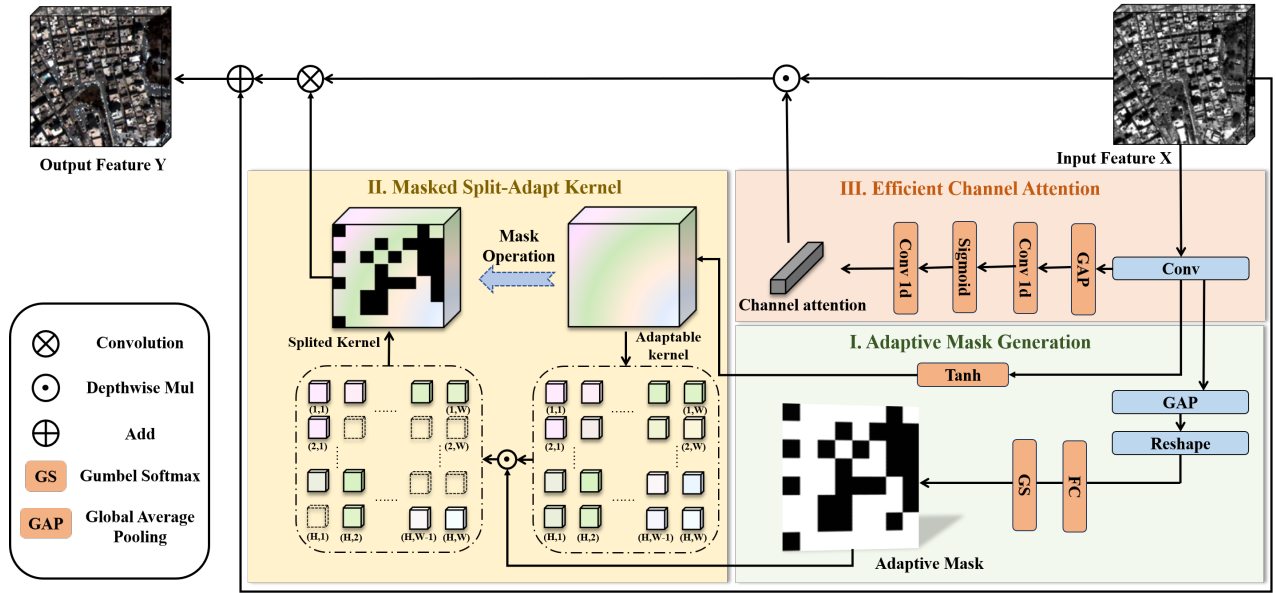 Output Feature Y
Input Feature X
II. Masked Split-Adapt Kernel
Mask
Operation
Splited Kernel
Adaptable
kernel
(1,1)
(1,W)
(2,1)
(2,W)
(H,1)
(H,2)
(H,W-1)
(H,W)
......
......
(1,1)
(1,W)
(2,1)
(2,W)
(H,1)
(H,2)
(H,W-1)
(H,W)
......
......
III. Efficient Channel Attention
Channel attention
Conv 1d
Sigmoid
Conv 1d
GAP
Conv
I. Adaptive Mask Generation
Tanh
GAP
Reshape
GS
FC
Adaptive Mask
Convolution
Depthwise Mul
Add
GS
Gumbel Softmax
GAP
Global Average
Pooling